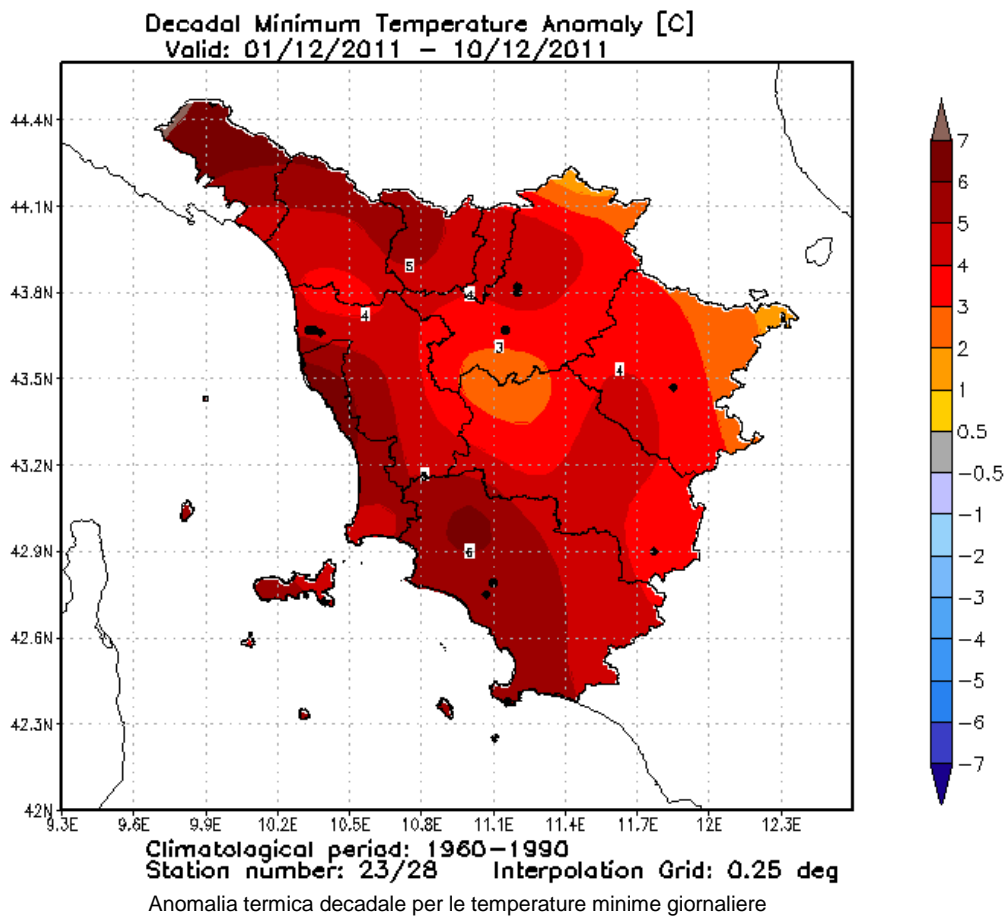 Decadal Minimum Temperature Anomaly [C]
Valid: 01/12/2011 – 10/12/2011
44.4N
44.1N
43.8N
43.5N
43.2N
42.9N
42.6N
42.3N
42N
9.3E 9.6E 9.9E 10.2E 10.5E 10.8E 11.1E 11.4E 11.7E 12E 12.3E
5
4
4
3
4
6
7
6
5
4
3
2
1
0.5
−0.5
−1
−2
−3
−4
−5
−6
−7
Climatological period: 1960−1990
Station number: 23/28 Interpolation Grid: 0.25 deg
Anomalia termica decadale per le temperature minime giornaliere